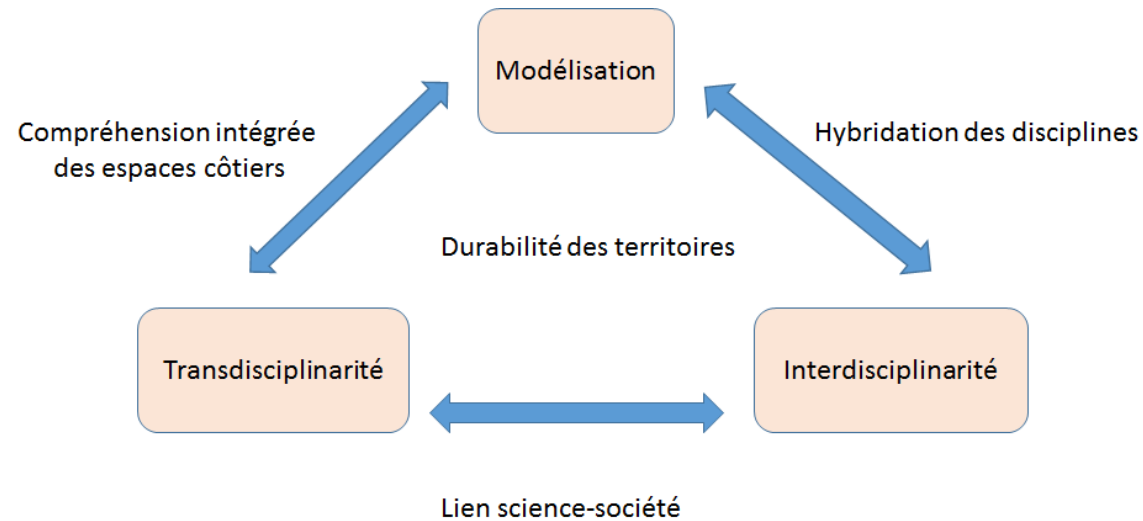 Modélisation
Compréhension intégrée
des espaces côtiers
Hybridation des disciplines
Durabilité des territoires
Transdisciplinarité
Interdisciplinarité
Lien science-société